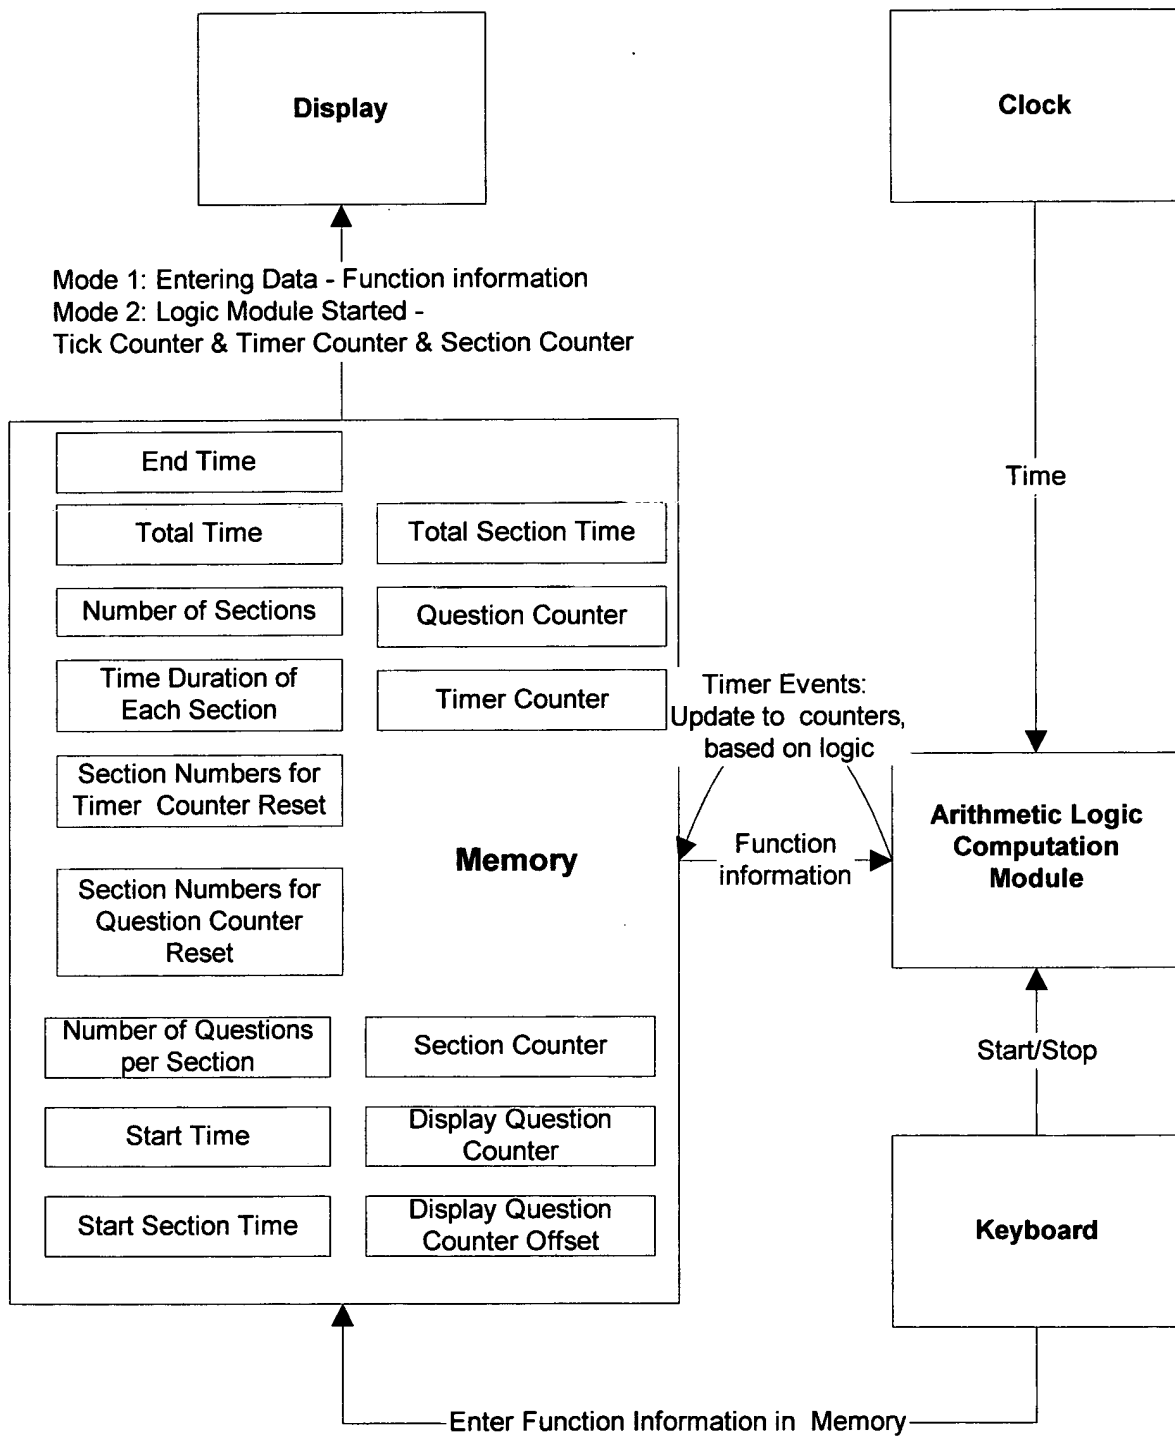 Display
Clock
Mode 1: Entering Data - Function information
Mode 2: Logic Module Started -
Tick Counter & Timer Counter & Section Counter
Time
End Time
Total Time
Total Section Time
Number of Sections
Question Counter
Time Duration of
Each Section
Timer Counter
Section Numbers for
Timer Counter Reset
Section Numbers for
Question Counter
Reset
Memory
Number of Questions
per Section
Section Counter
Start Time
Display Question
Counter
Start Section Time
Display Question
Counter Offset
Timer Events:
Update to counters,
based on logic
Function
information
Arithmetic Logic
Computation
Module
Start/Stop
Keyboard
Enter Function Information in Memory